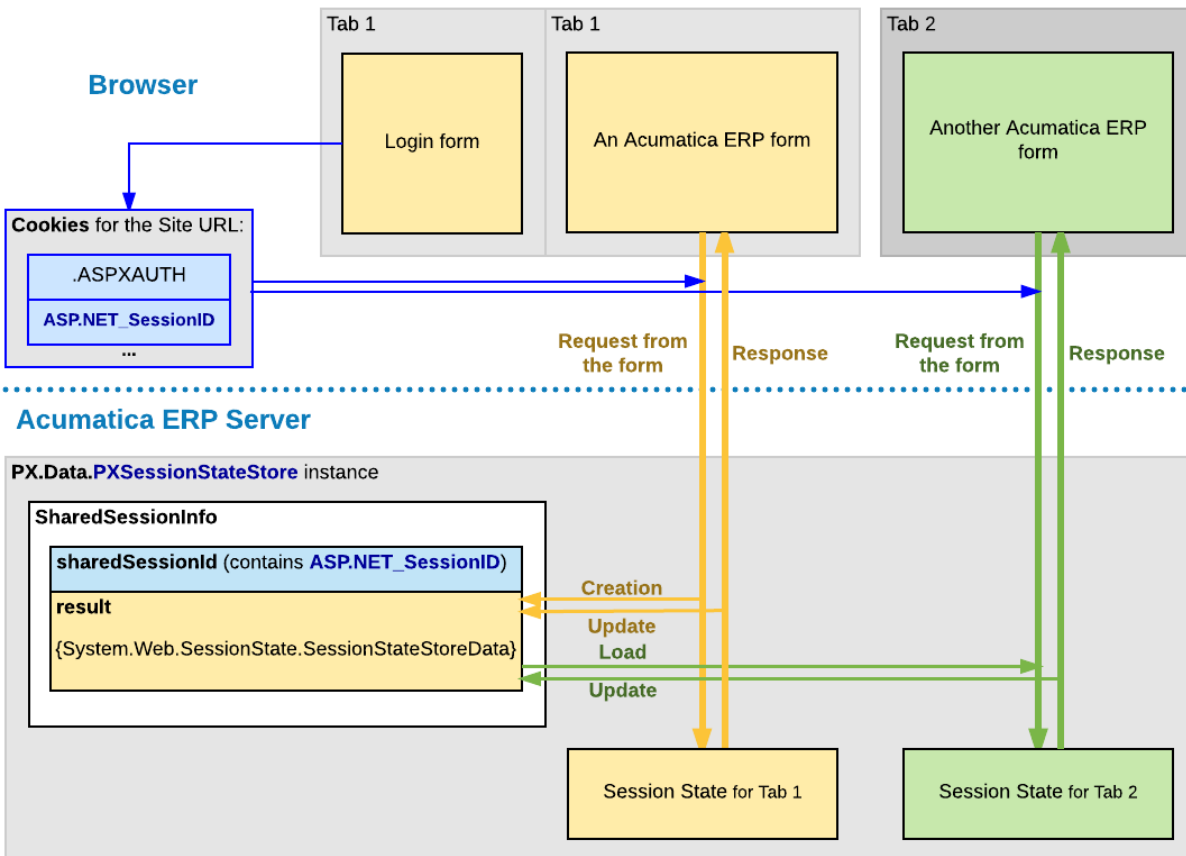 Tab 1
Tab 1
Tab 2
Browser
Login form
An Acumatica ERP form
Another Acumatica ERP
form
Cookies for the Site URL:
.ASPXAUTH
ASP.NET_SessionID
...
Request from
the form
Response
Request from
the form
Response
Acumatica ERP Server
PX.Data.PXSessionStateStore instance
SharedSessionInfo
sharedSessionId (contains ASP.NET_SessionID)
result
{System.Web.SessionState.SessionStateStoreData}
Creation
Update
Load
Update
Session State for Tab 1
Session State for Tab 2